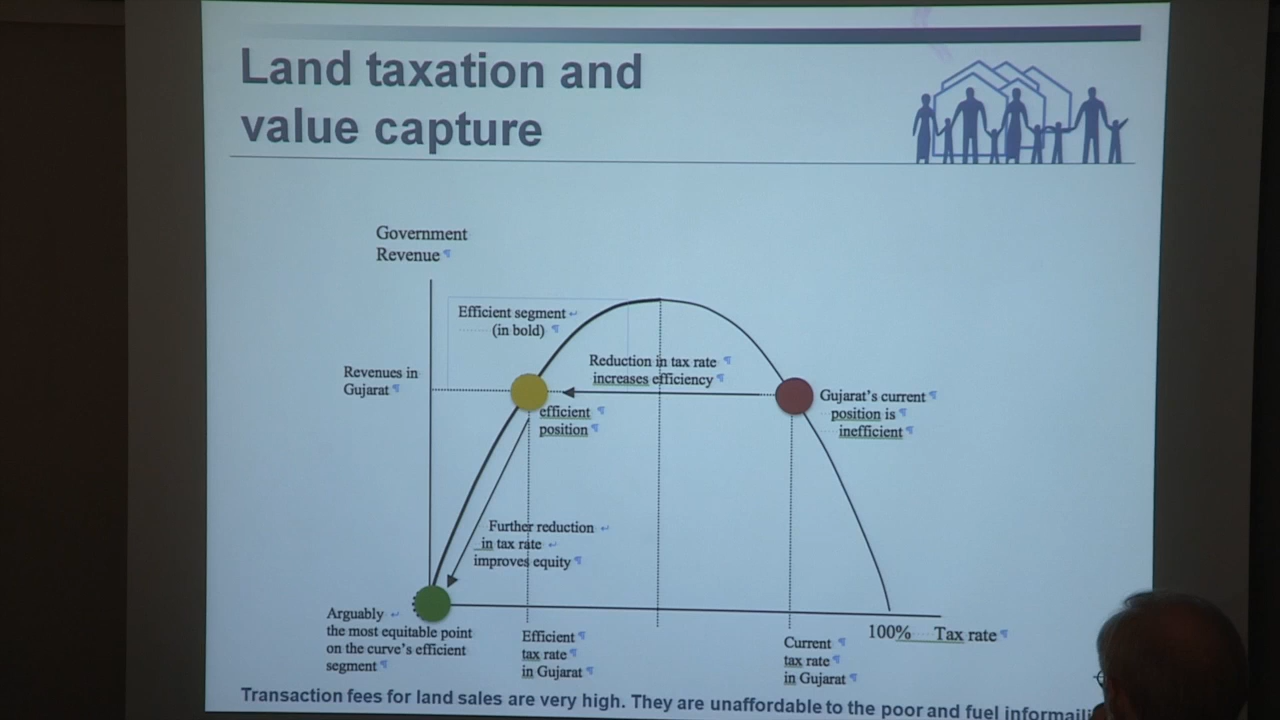 Land taxation and
value capture
Government
Revenue
Efficient segment
(in bold)
Reduction in tax rate
increases efficiency
Revenues in
Gujarat
efficient
position
Gujarat's current
position is
inefficient
Further reduction
in tax rate
improves equity
Arguably
the most equitable point
on the curve's efficient
segment
Efficient
tax rate
in Gujarat
Current
tax rate
in Gujarat
100% Tax rate
Transaction fees for land sales are very high. They are unaffordable to the poor and fuel